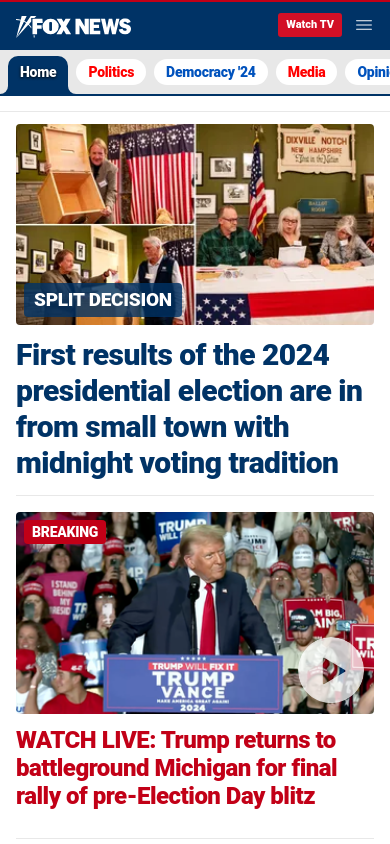 FOX NEWS
Watch TV
Home
Politics
Democracy '24
Media
Opini
DIXVILLE NOTCH
NEW HAMPSHIRE
First in the Nation
BALLOT
SPLIT DECISION
First results of the 2024
presidential election are in
from small town with
midnight voting tradition
BREAKING
TRUMP
I STAND
BEHIND
MY
TRUMP WILL FIX IT
TRUMP
VANCE
MAKE AMERICA GREAT AGAIN!
2024
WATCH LIVE: Trump returns to
battleground Michigan for final
rally of pre-Election Day blitz